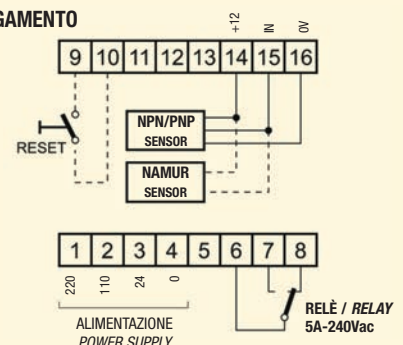 GAMENTO
+12 IN 0V
9 10 11 12 13 14 15 16
RESET
NPN/PNP
SENSOR
NAMUR
SENSOR
1 2 3 4 5 6 7 8
220 110 24 0
ALIMENTAZIONE
POWER SUPPLY
RELÈ / RELAY
5A-240Vac